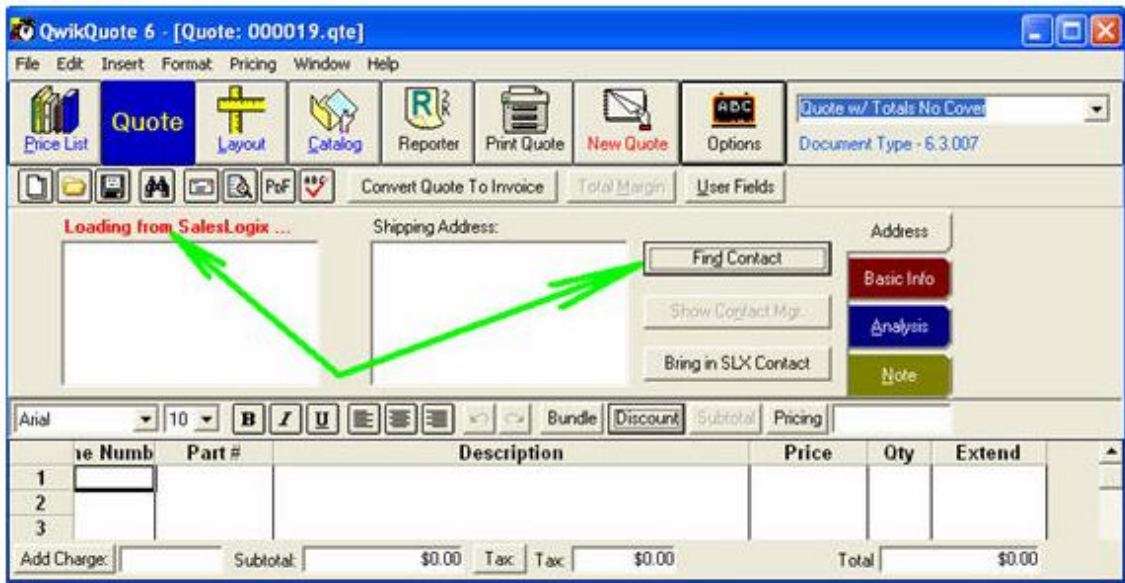 QwikQuote 6 - [Quote: 000019.qte]
File Edit Insert Format Pricing Window Help
Price List Quote Layout Catalog Reporter Print Quote New Quote ABC Options Quote w/ Totals No Cover
Document Type - 6.3.007
PDF ABC Convert Quote To Invoice Total Margin User Fields
Loading from SalesLogix ... Shipping Address: Address
Find Contact
Basic Info
Show Contact Mgr. Analysis
Bring in SLX Contact Note
Arial 10 B I U Bundle Discount Subtotal Pricing
ne Numb Part # Description Price Qty Extend
1
2
3
Add Charge: Subtotal: $0.00 Tax Tax: $0.00 Total $0.00